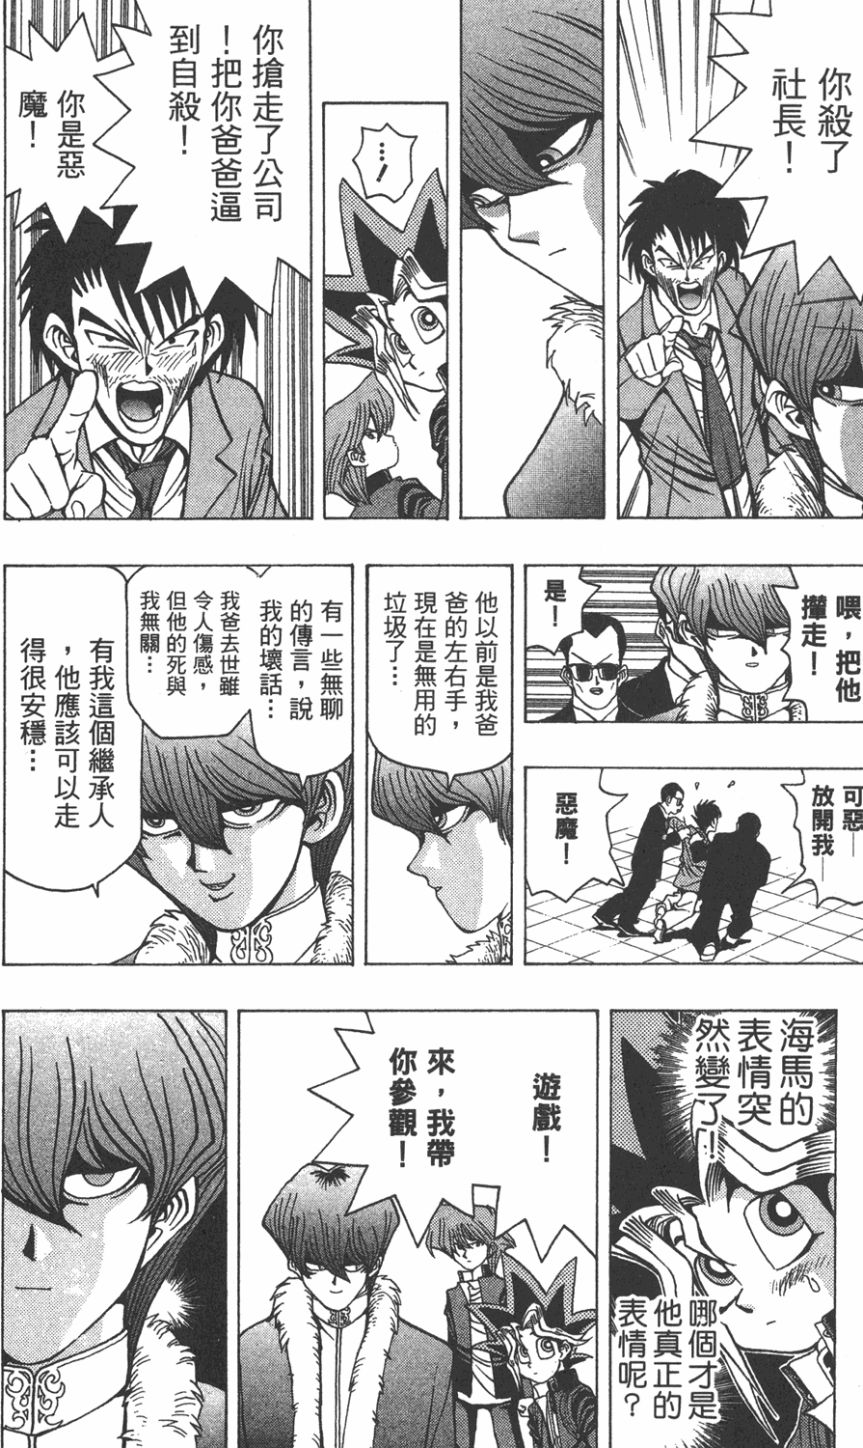 你殺了
社長！
…！
你搶走了公司
！把你爸爸逼
到自殺！
你是惡
魔！
喂，把他
攆走！
是！
可惡──
放開我──
惡魔！
他以前是我爸
爸的左右手，
現在是無用的
垃圾了…
有一些無聊
的傳言，說
我的壞話…
我爸去世雖
令人傷感，
但他的死與
我無關…
有我這個繼承人
，他應該可以走
得很安穩…
海馬的
表情突
然變了！
哪個才是
他真正的
表情呢？
遊戲！
來，我帶
你參觀！